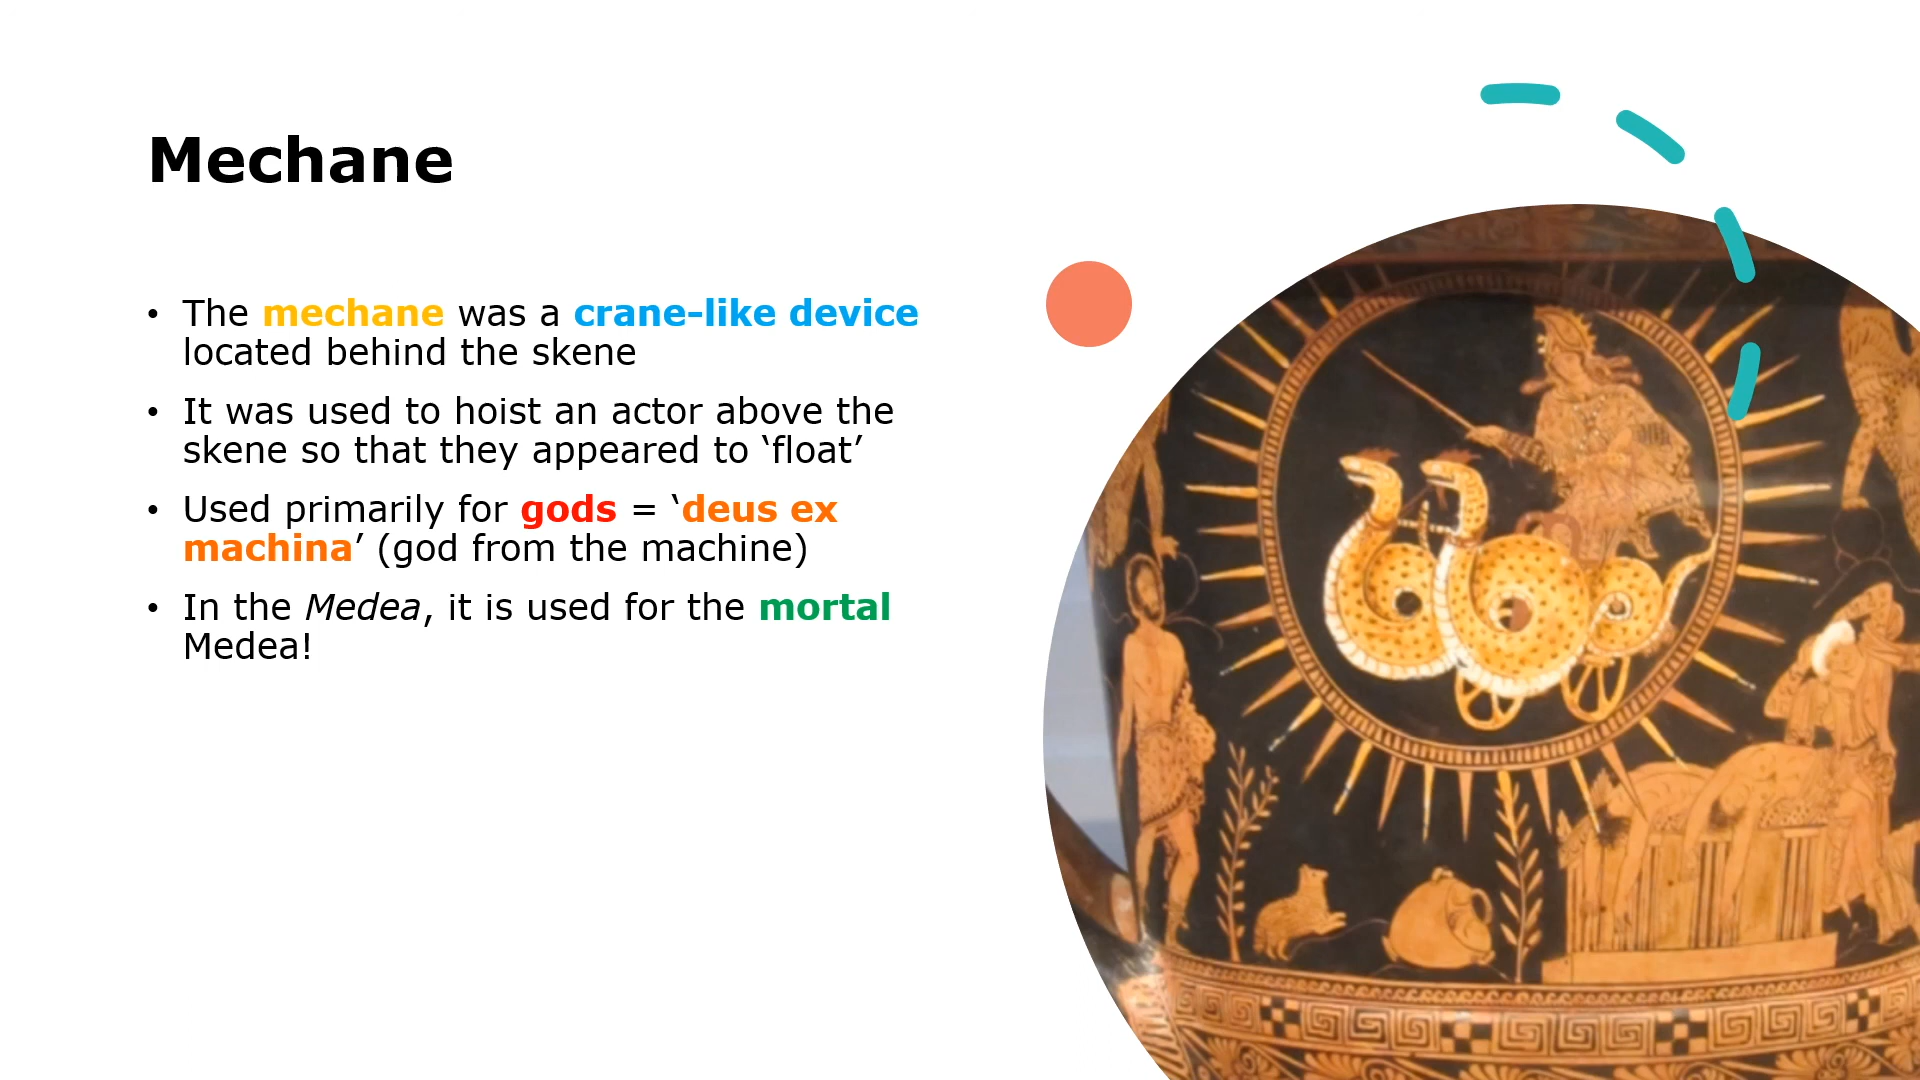 Mechane
• The mechane was a crane-like device
located behind the skene
• It was used to hoist an actor above the
skene so that they appeared to ‘float’
• Used primarily for gods = ‘deus ex
machina’ (god from the machine)
• In the Medea, it is used for the mortal
Medea!